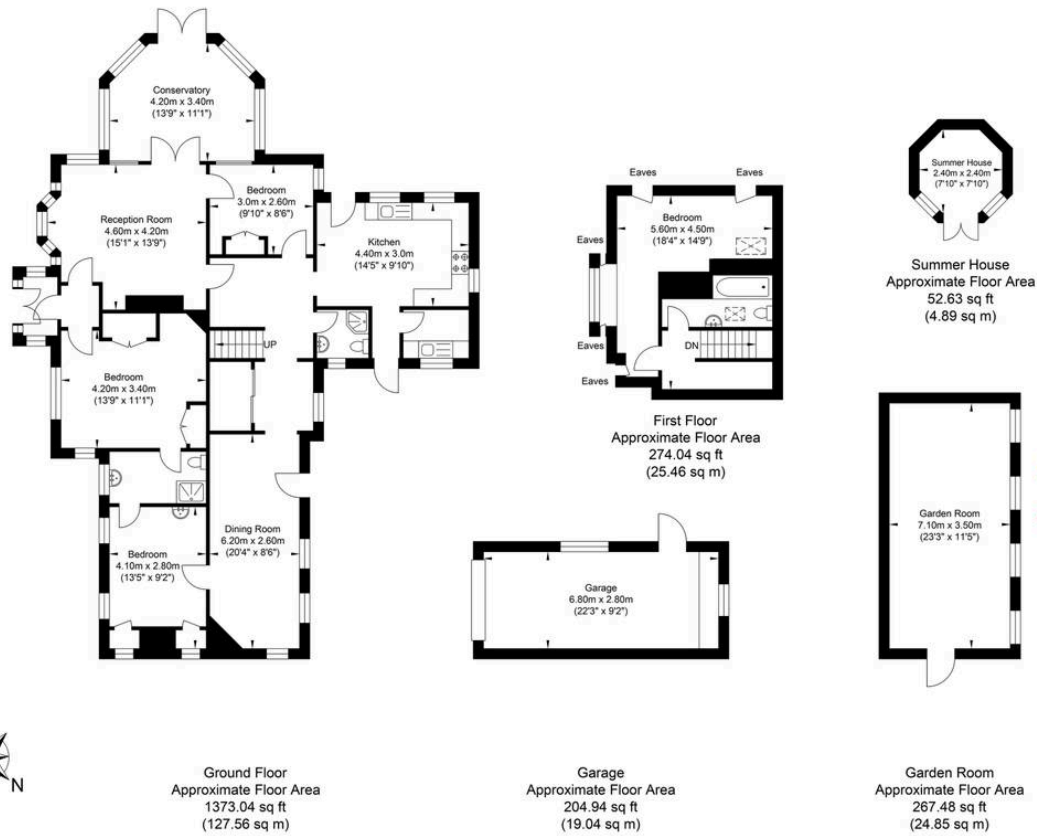 Conservatory
4.20m x 3.40m
(13'9" x 11'1")
Reception Room
4.60m x 4.20m
(15'1" x 13'9")
Bedroom
3.0m x 2.60m
(9'10" x 8'6")
Kitchen
4.40m x 3.0m
(14'5" x 9'10")
UP
Bedroom
4.20m x 3.40m
(13'9" x 11'1")
Dining Room
6.20m x 2.60m
(20'4" x 8'6")
Bedroom
4.10m x 2.80m
(13'5" x 9'2")
N
Ground Floor
Approximate Floor Area
1373.04 sq ft
(127.56 sq m)
Eaves
Eaves
Bedroom
5.60m x 4.50m
(18'4" x 14'9")
Eaves
DN
Eaves
Eaves
First Floor
Approximate Floor Area
274.04 sq ft
(25.46 sq m)
Garage
6.80m x 2.80m
(22'3" x 9'2")
Garage
Approximate Floor Area
204.94 sq ft
(19.04 sq m)
Summer House
2.40m x 2.40m
(7'10" x 7'10")
Summer House
Approximate Floor Area
52.63 sq ft
(4.89 sq m)
Garden Room
7.10m x 3.50m
(23'3" x 11'5")
Garden Room
Approximate Floor Area
267.48 sq ft
(24.85 sq m)